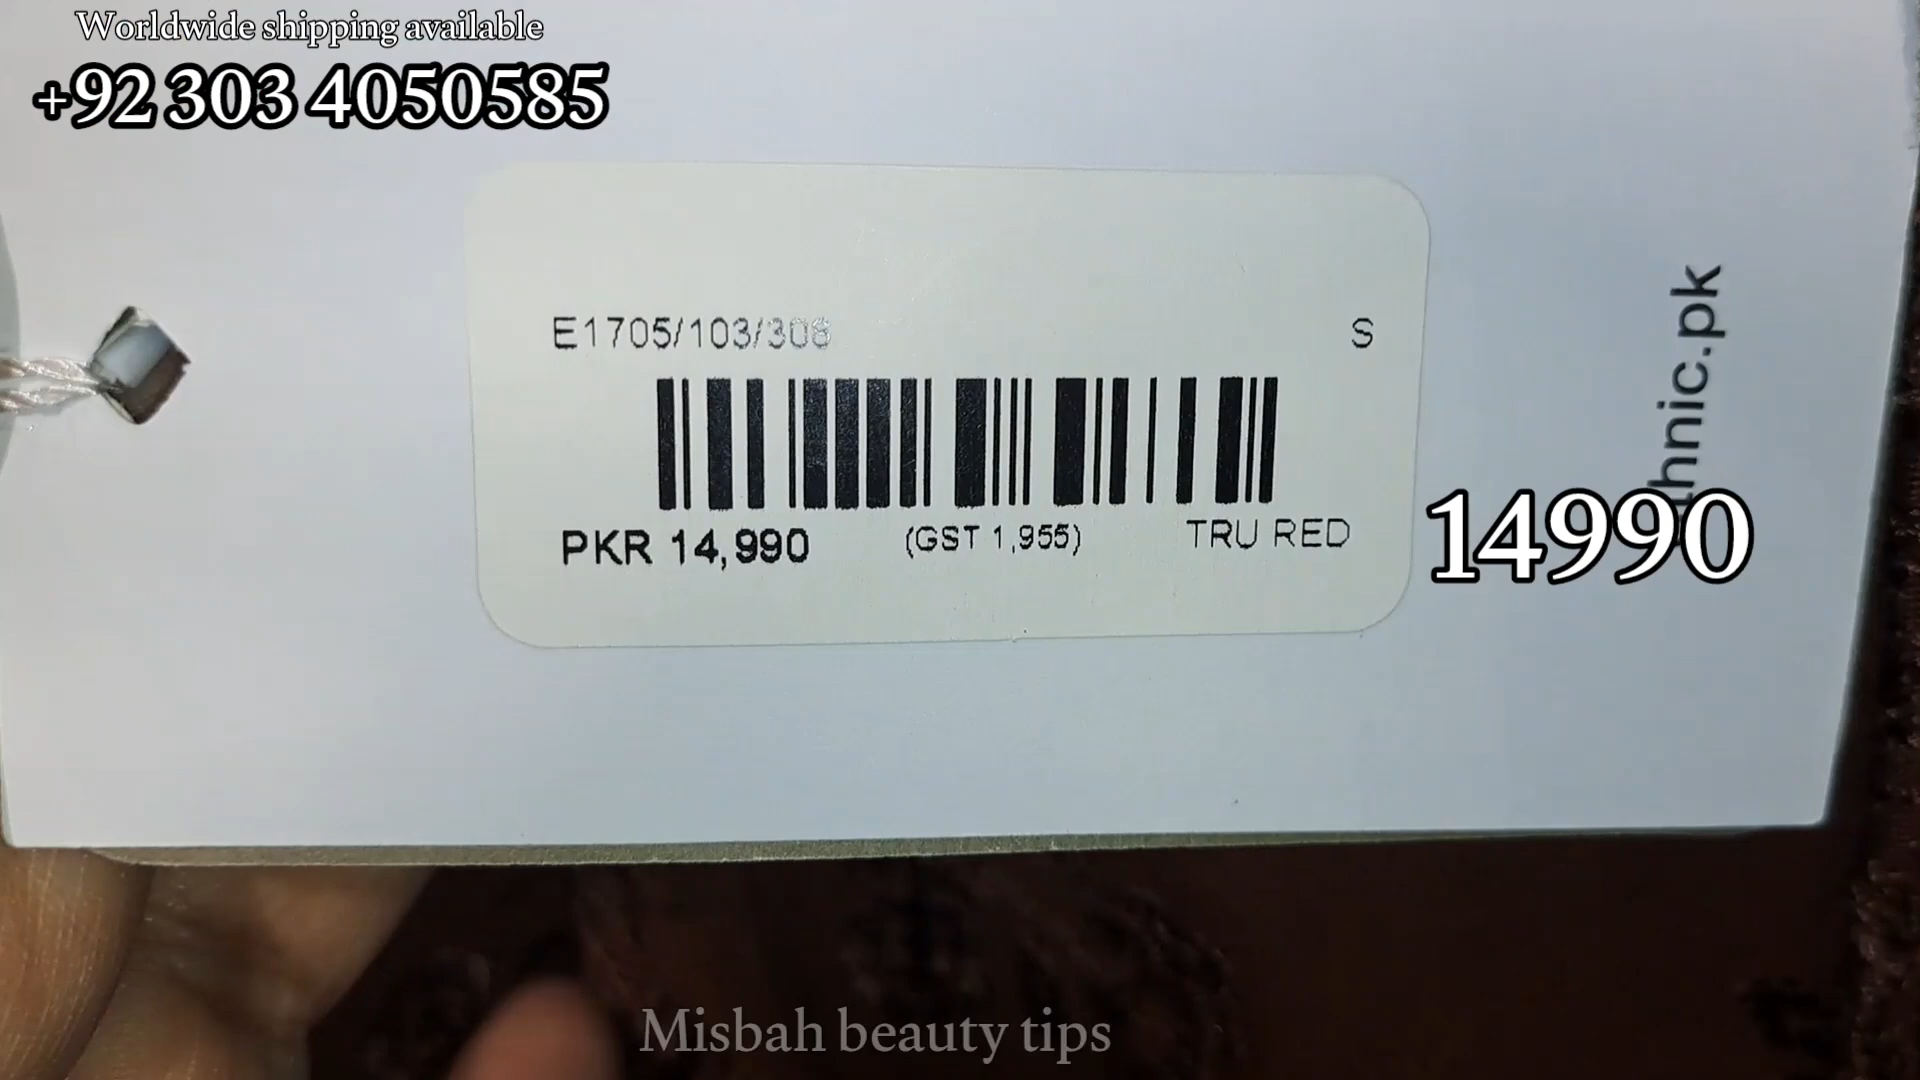 Worldwide shipping available
+92 303 4050585
E1705/103/308
S
PKR 14,990
(GST 1,955)
TRU RED
hnic.pk
14990
Misbah beauty tips